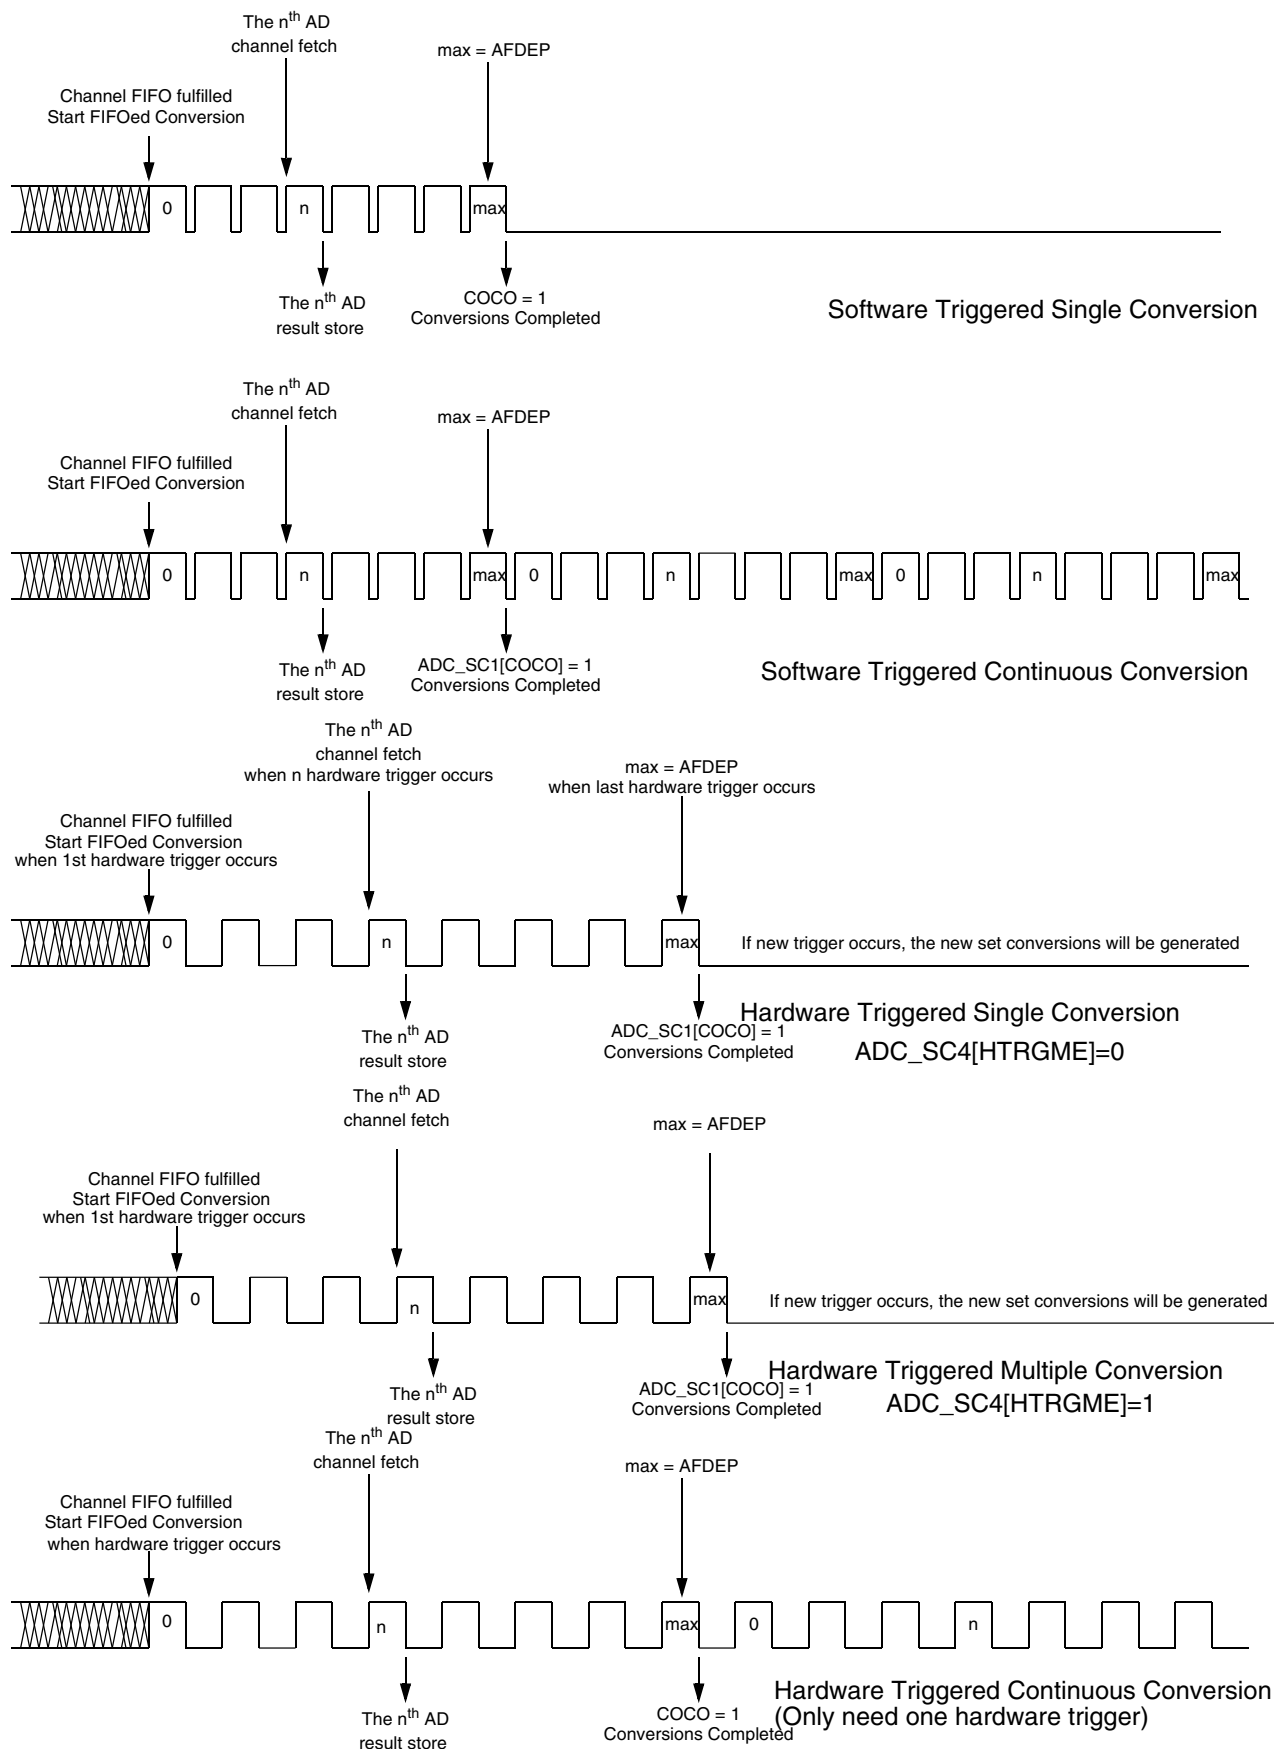 The nth AD
channel fetch
max = AFDEP
Channel FIFO fulfilled
Start FIFOed Conversion
0
n
max
The nth AD
result store
COCO = 1
Conversions Completed
Software Triggered Single Conversion
The nth AD
channel fetch
max = AFDEP
Channel FIFO fulfilled
Start FIFOed Conversion
0
n
max
0
n
max
0
n
max
The nth AD
result store
ADC_SC1[COCO] = 1
Conversions Completed
Software Triggered Continuous Conversion
The nth AD
channel fetch
when n hardware trigger occurs
max = AFDEP
when last hardware trigger occurs
Channel FIFO fulfilled
Start FIFOed Conversion
when 1st hardware trigger occurs
0
n
max
If new trigger occurs, the new set conversions will be generated
The nth AD
result store
ADC_SC1[COCO] = 1
Conversions Completed
Hardware Triggered Single Conversion
ADC_SC4[HTRGME]=0
The nth AD
channel fetch
max = AFDEP
Channel FIFO fulfilled
Start FIFOed Conversion
when 1st hardware trigger occurs
0
n
max
If new trigger occurs, the new set conversions will be generated
The nth AD
result store
ADC_SC1[COCO] = 1
Conversions Completed
Hardware Triggered Multiple Conversion
ADC_SC4[HTRGME]=1
The nth AD
channel fetch
max = AFDEP
Channel FIFO fulfilled
Start FIFOed Conversion
when hardware trigger occurs
0
n
max
0
n
The nth AD
result store
COCO = 1
Conversions Completed
Hardware Triggered Continuous Conversion
(Only need one hardware trigger)